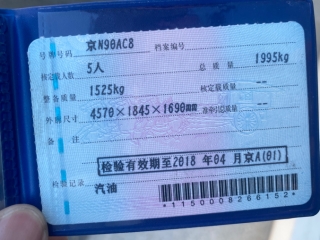 号牌号码 京N90AC8 档案编号
核定载人数 5人 总质量 1995kg
整备质量 1525kg 核定载质量
外廓尺寸 4570×1845×1690mm 准牵引总质量
备注
检验有效期至2018年04月京A(01)
检验记录 汽油
*1150008266152*